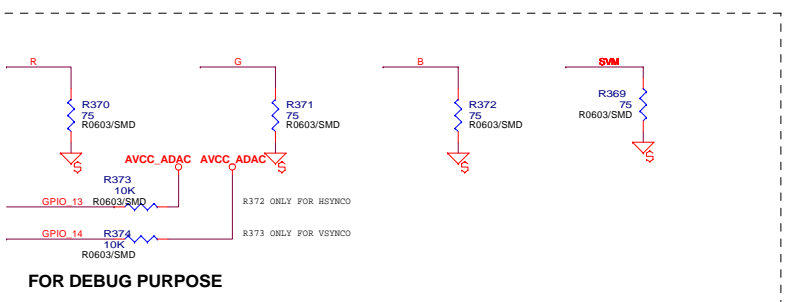 R
G
B
SVM
R370
75
R0603/SMD
R371
75
R0603/SMD
R372
75
R0603/SMD
R369
75
R0603/SMD
S
S
S
S
AVCC_ADAC
AVCC_ADAC
R373
10K
R0603/SMD
GPIO_13
R372 ONLY FOR HSYNCO
GPIO_14
R374
10K
R0603/SMD
R373 ONLY FOR VSYNCO
FOR DEBUG PURPOSE